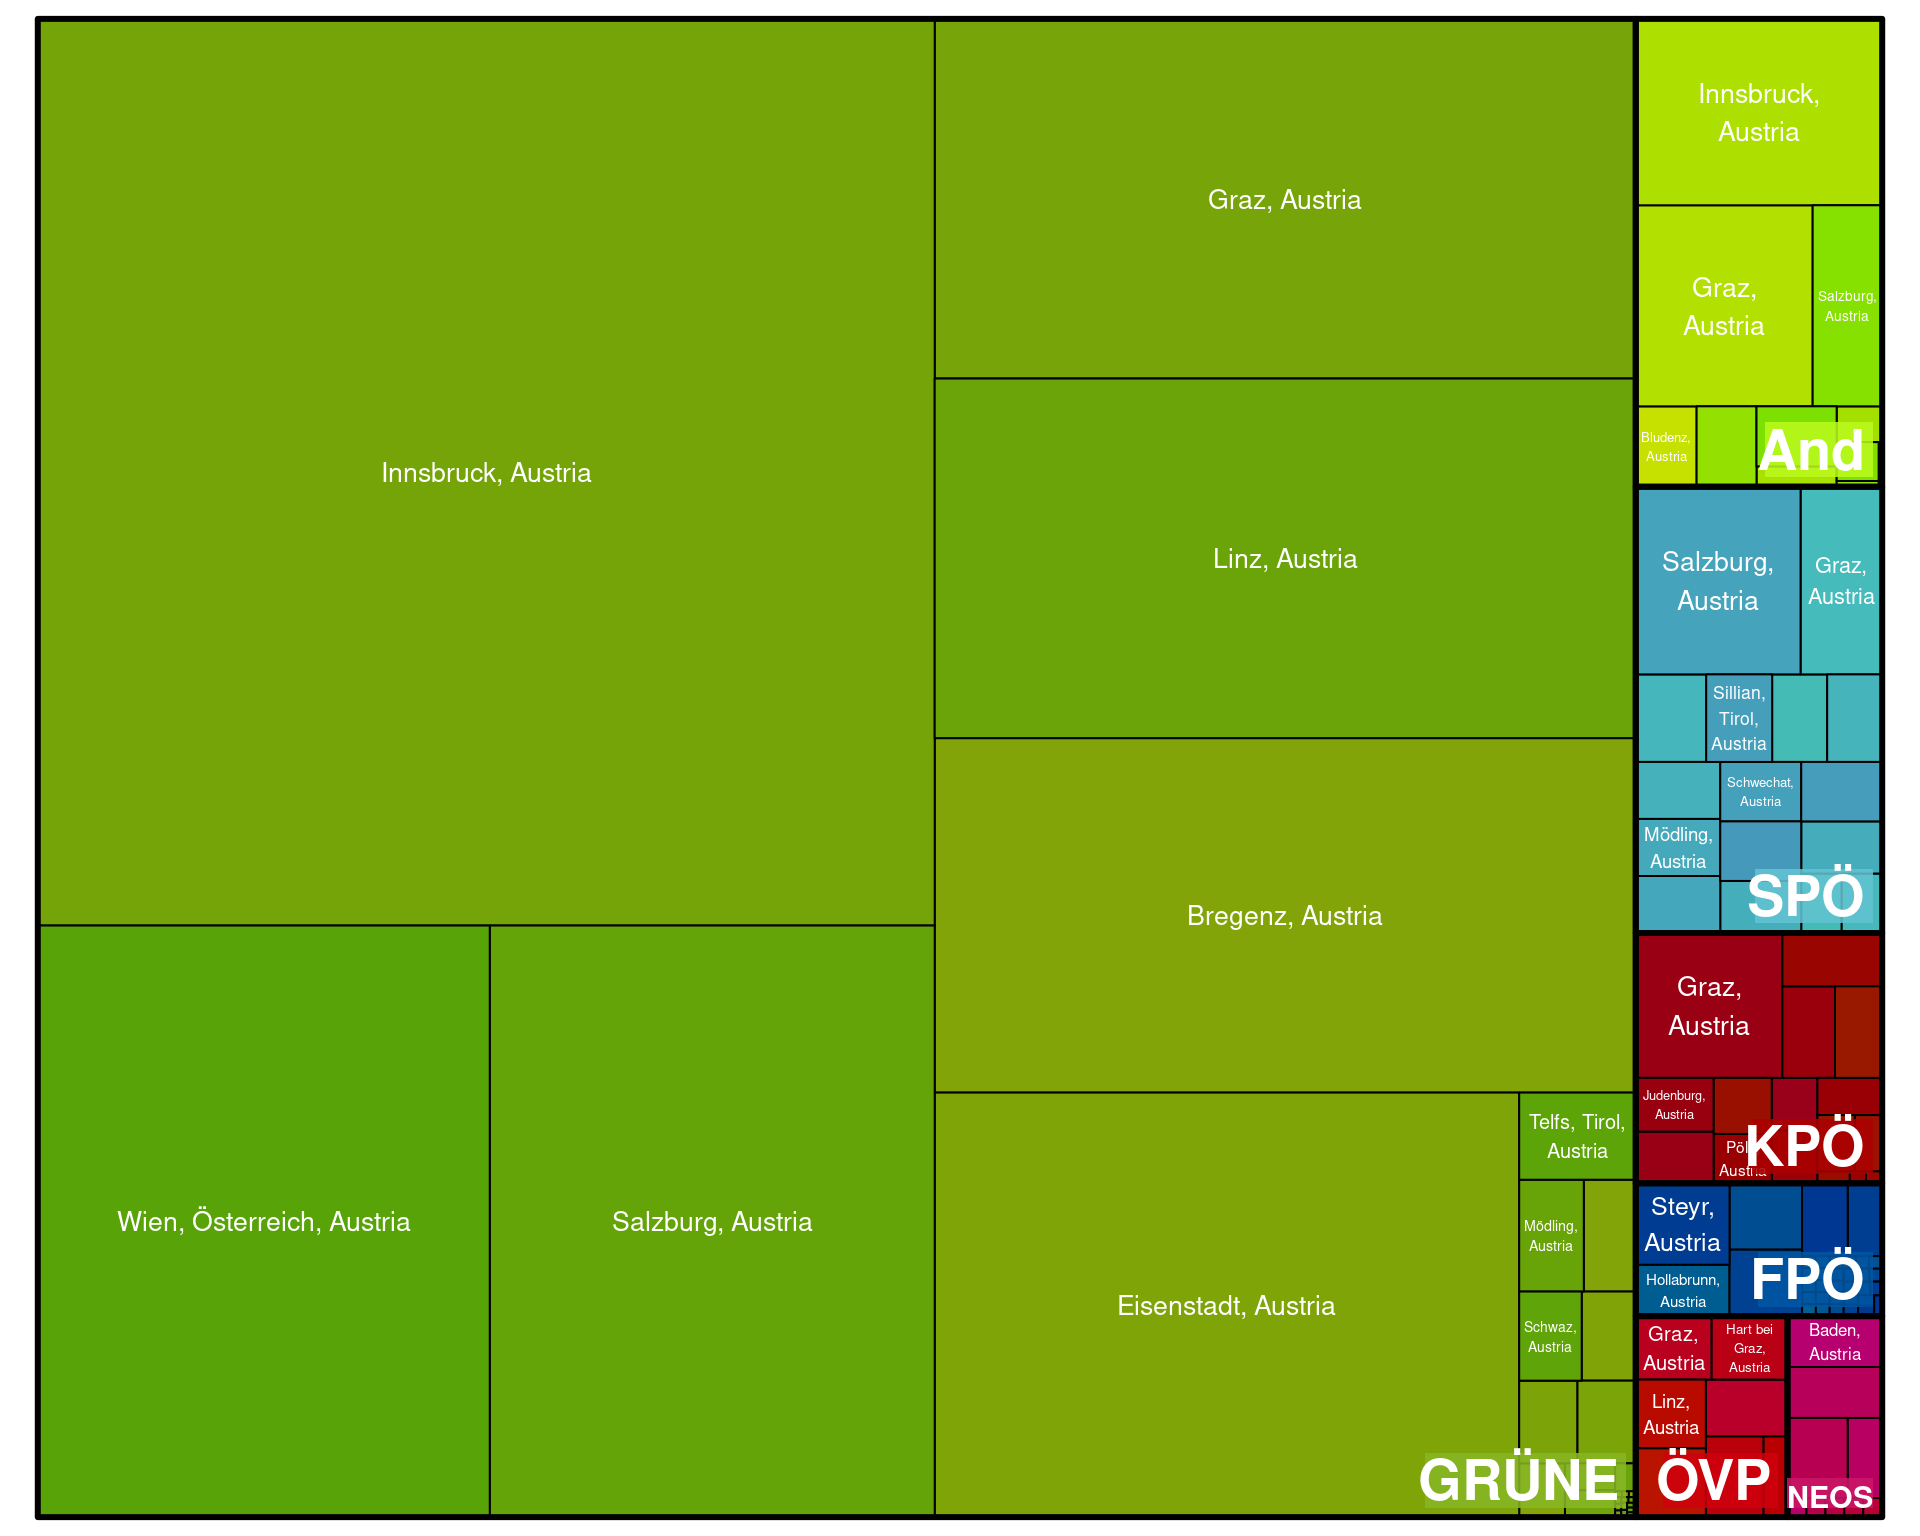 Innsbruck, Austria
Graz, Austria
Linz, Austria
Bregenz, Austria
Wien, Österreich, Austria
Salzburg, Austria
Eisenstadt, Austria
Telfs, Tirol,
Austria
Mödling,
Austria
Schwaz,
Austria
GRÜNE
Innsbruck,
Austria
Graz,
Austria
Salzburg,
Austria
Bludenz,
Austria
And
Salzburg,
Austria
Graz,
Austria
Sillian,
Tirol,
Austria
Schwechat,
Austria
Mödling,
Austria
SPÖ
Graz,
Austria
Judenburg,
Austria
Austria
KPÖ
Steyr,
Austria
Hollabrunn,
Austria
FPÖ
Graz,
Austria
Hart bei
Graz,
Austria
Linz,
Austria
ÖVP
Baden,
Austria
NEOS